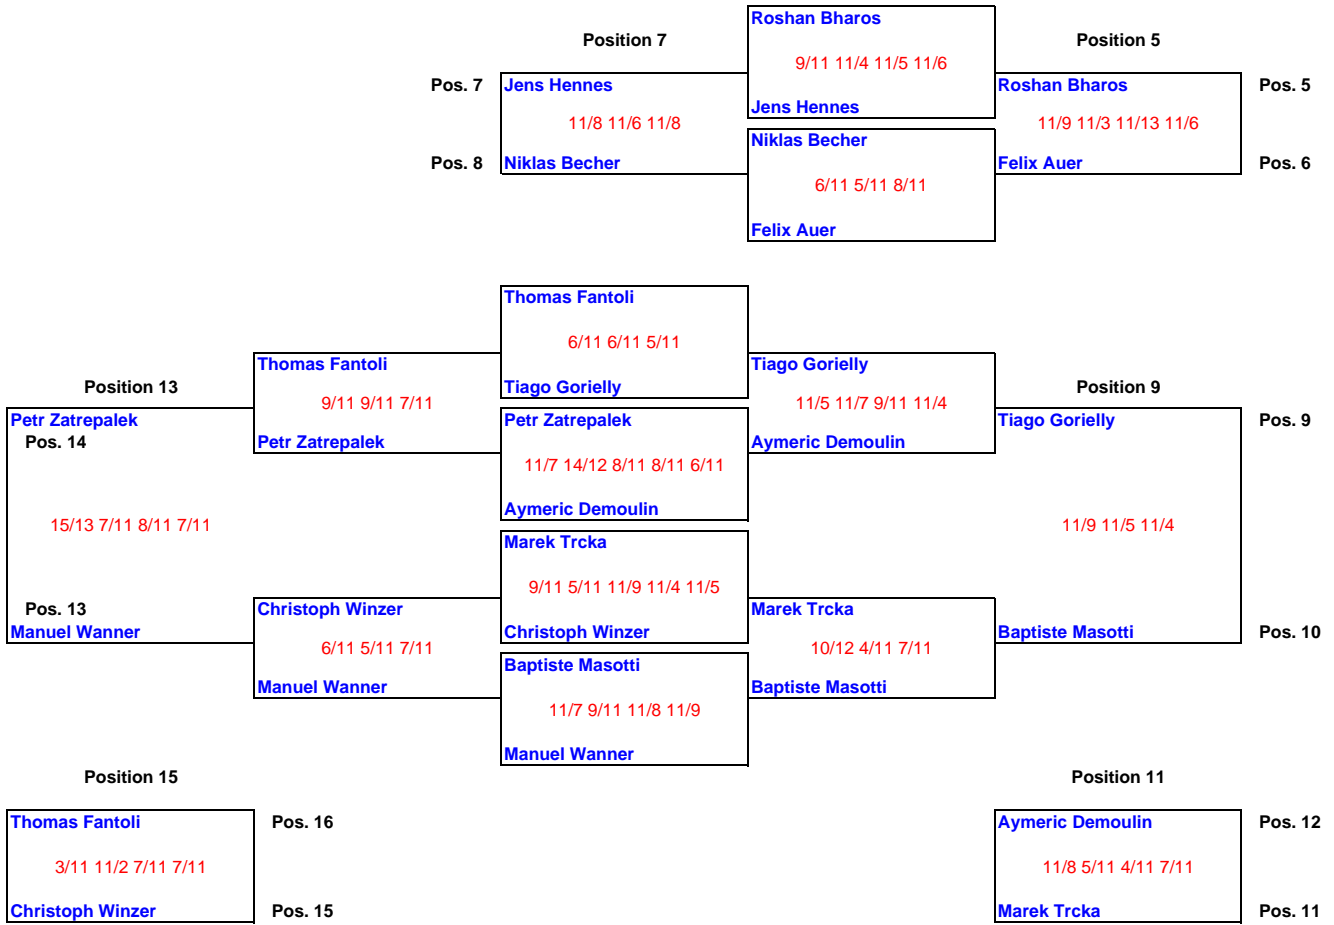 Roshan Bharos
Position 7 Position 5
9/11 11/4 11/5 11/6
Pos. 7 Jens Hennes Roshan Bharos Pos. 5
Jens Hennes
11/8 11/6 11/8 11/9 11/3 11/13 11/6
Niklas Becher
Pos. 8 Niklas Becher Felix Auer Pos. 6
6/11 5/11 8/11
Felix Auer
Thomas Fantoli
6/11 6/11 5/11
Thomas Fantoli Tiago Gorielly
Position 13 Tiago Gorielly Position 9
9/11 9/11 7/11 11/5 11/7 9/11 11/4
Petr Zatrepalek Petr Zatrepalek Tiago Gorielly Pos. 9
Pos. 14 Petr Zatrepalek Aymeric Demoulin
11/7 14/12 8/11 8/11 6/11
Aymeric Demoulin
15/13 7/11 8/11 7/11 11/9 11/5 11/4
Marek Trcka
9/11 5/11 11/9 11/4 11/5
Pos. 13 Christoph Winzer Marek Trcka
Manuel Wanner Christoph Winzer Baptiste Masotti Pos. 10
6/11 5/11 7/11 10/12 4/11 7/11
Baptiste Masotti
Manuel Wanner Baptiste Masotti
11/7 9/11 11/8 11/9
Manuel Wanner
Position 15 Position 11
Thomas Fantoli Pos. 16 Aymeric Demoulin Pos. 12
3/11 11/2 7/11 7/11 11/8 5/11 4/11 7/11
Christoph Winzer Pos. 15 Marek Trcka Pos. 11